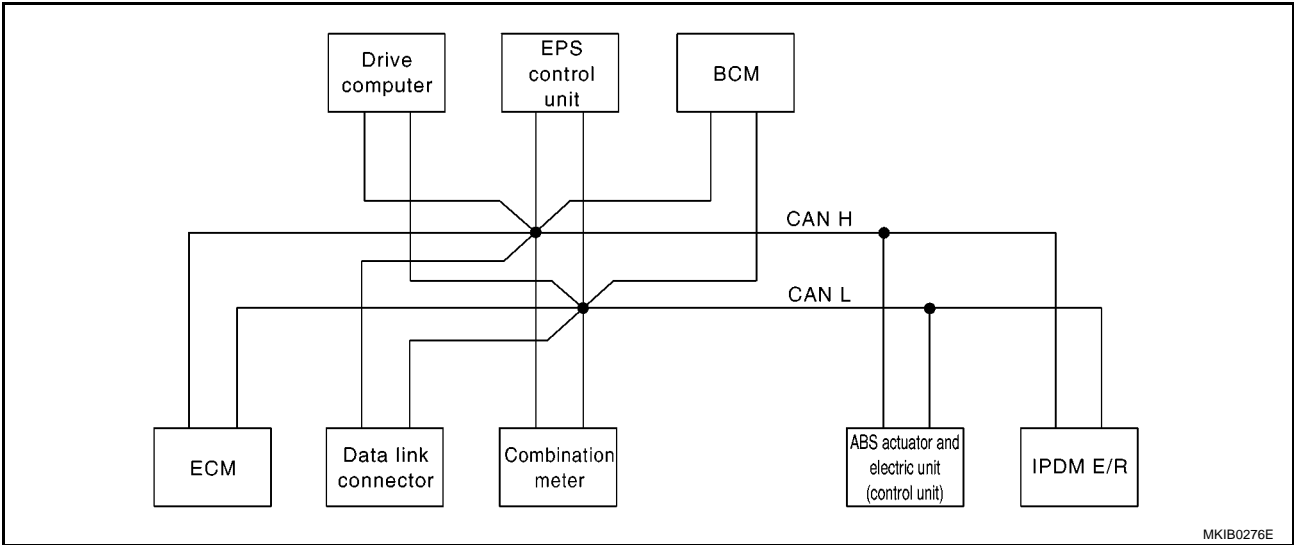 Drive
computer
EPS
control
unit
BCM
CAN H
CAN L
ECM
Data link
connector
Combination
meter
ABS actuator and
electric unit
(control unit)
IPDM E/R
MKIB0276E